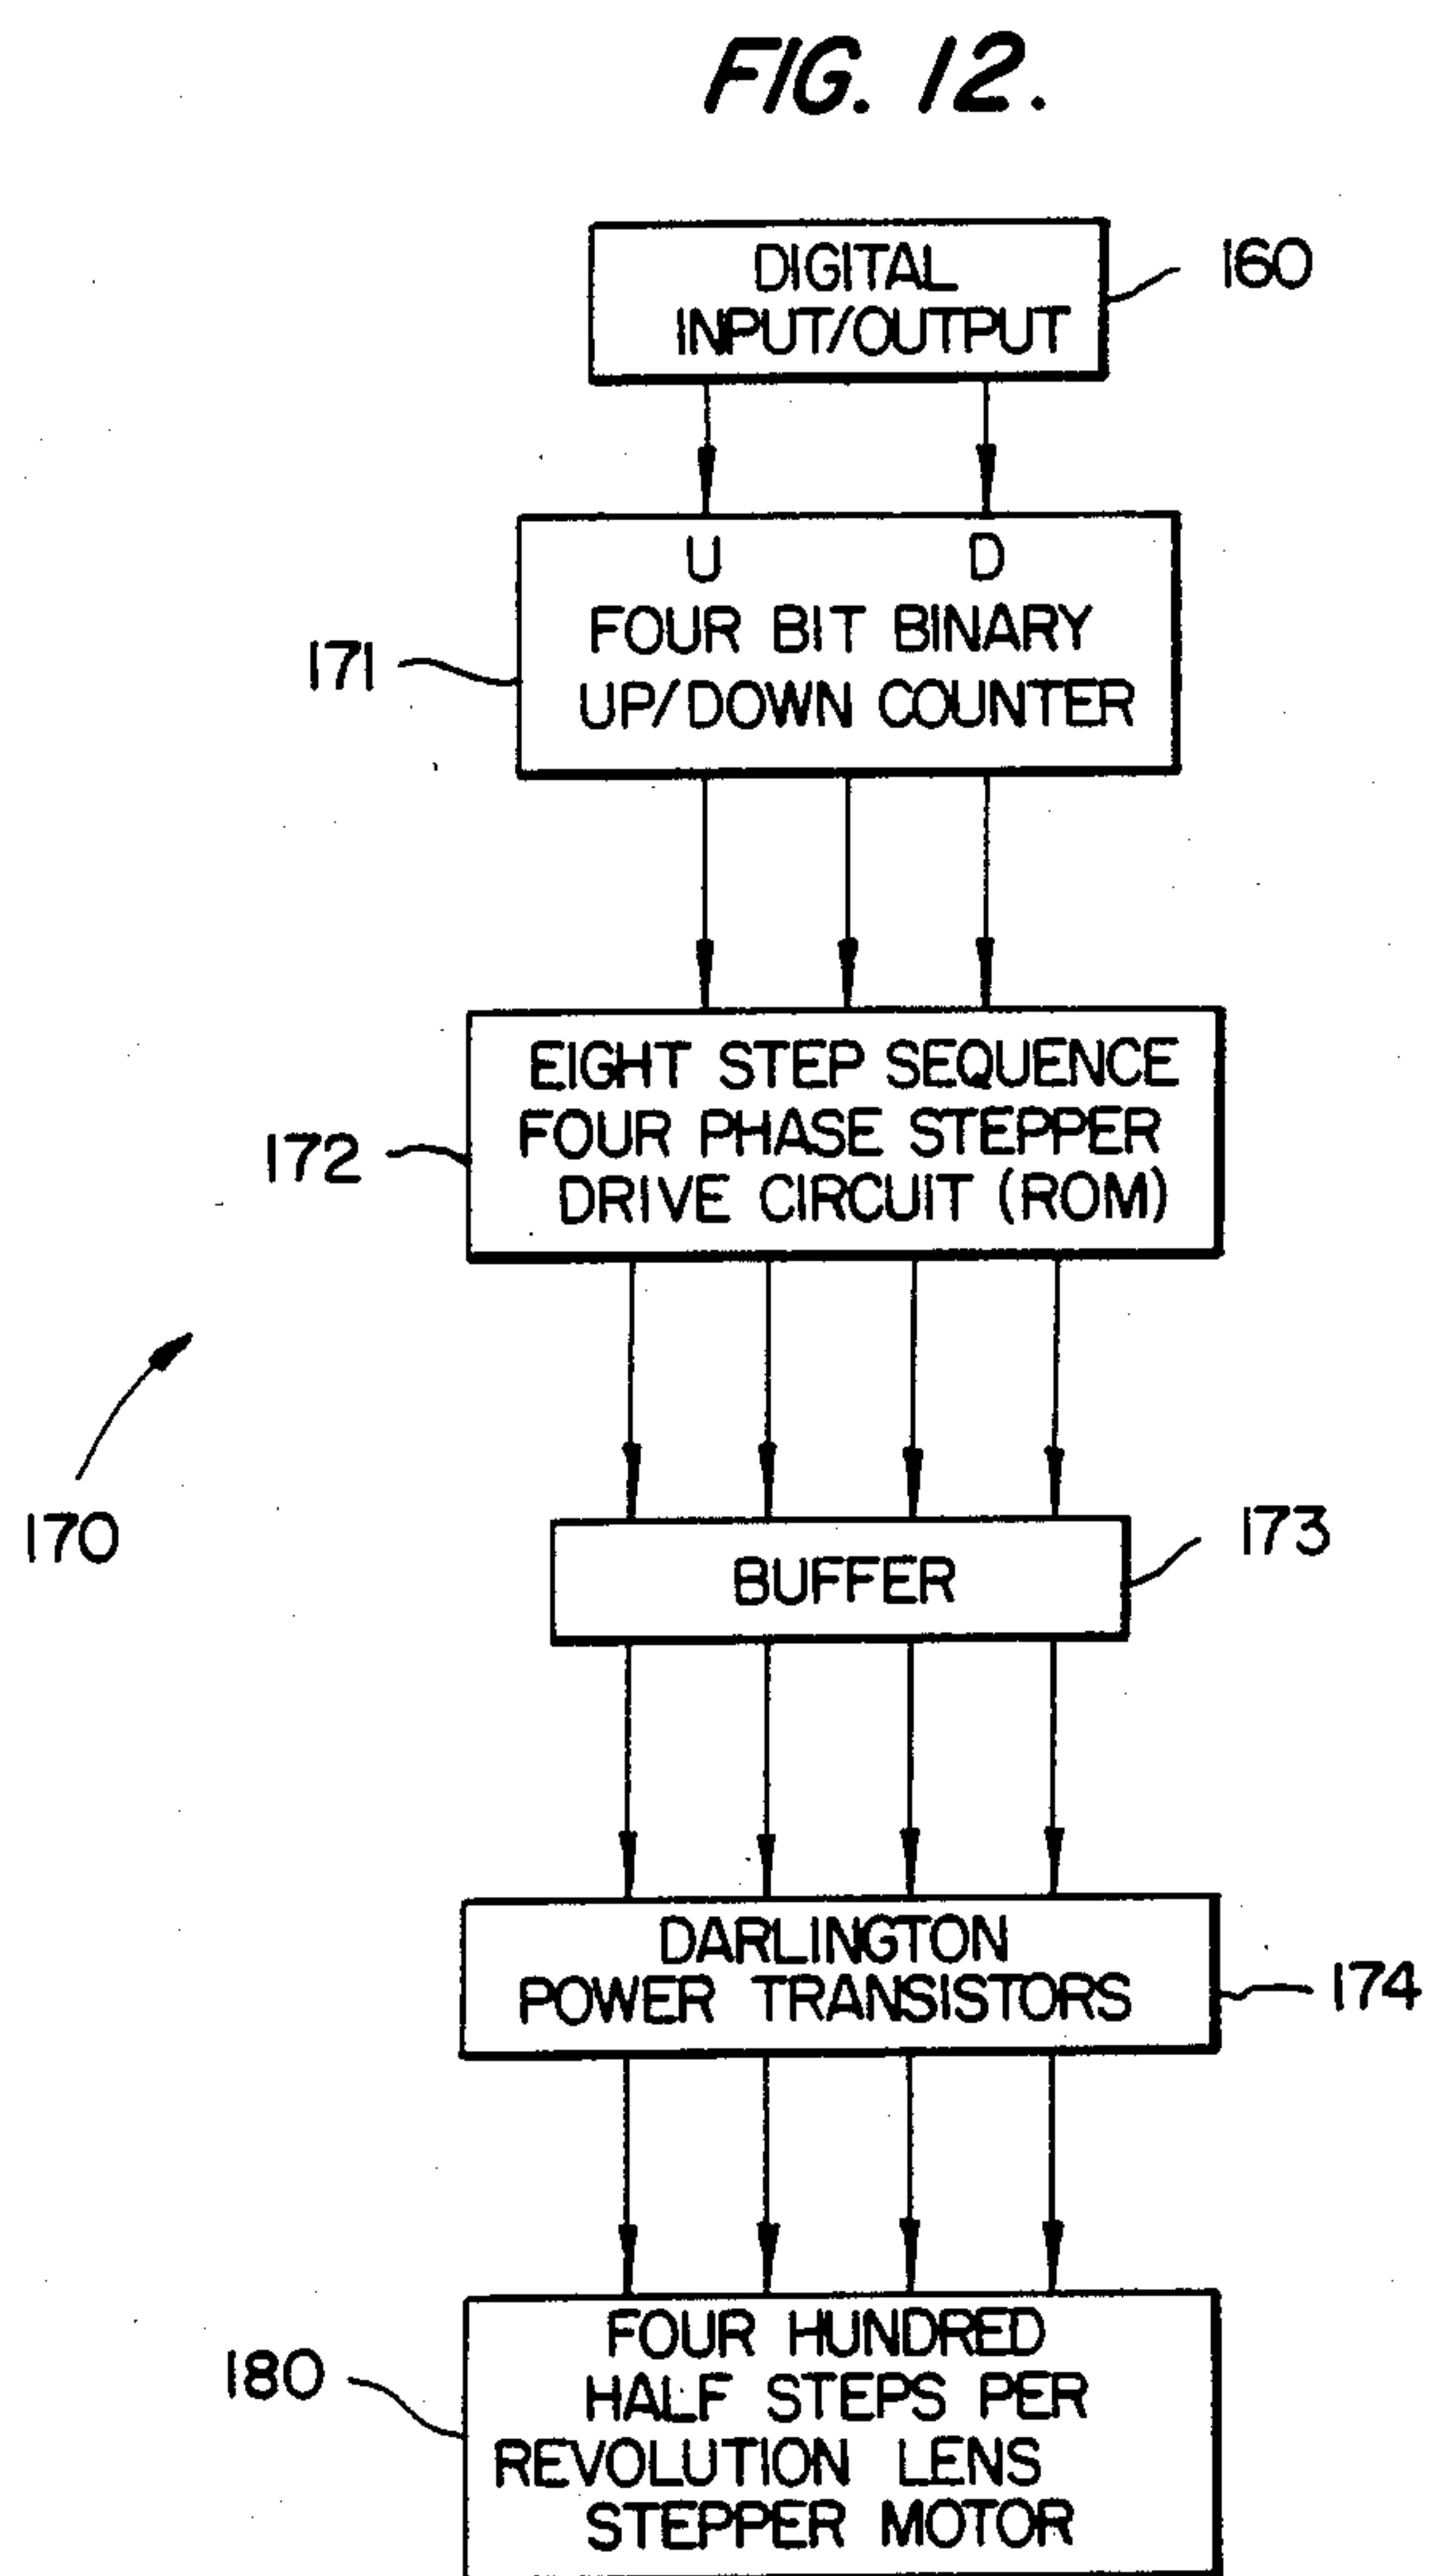 FIG. 12.
DIGITAL
INPUT/OUTPUT
160
U D
FOUR BIT BINARY
UP/DOWN COUNTER
171
EIGHT STEP SEQUENCE
FOUR PHASE STEPPER
DRIVE CIRCUIT (ROM)
172
170
BUFFER
173
DARLINGTON
POWER TRANSISTORS
174
FOUR HUNDRED
HALF STEPS PER
REVOLUTION LENS
STEPPER MOTOR
180